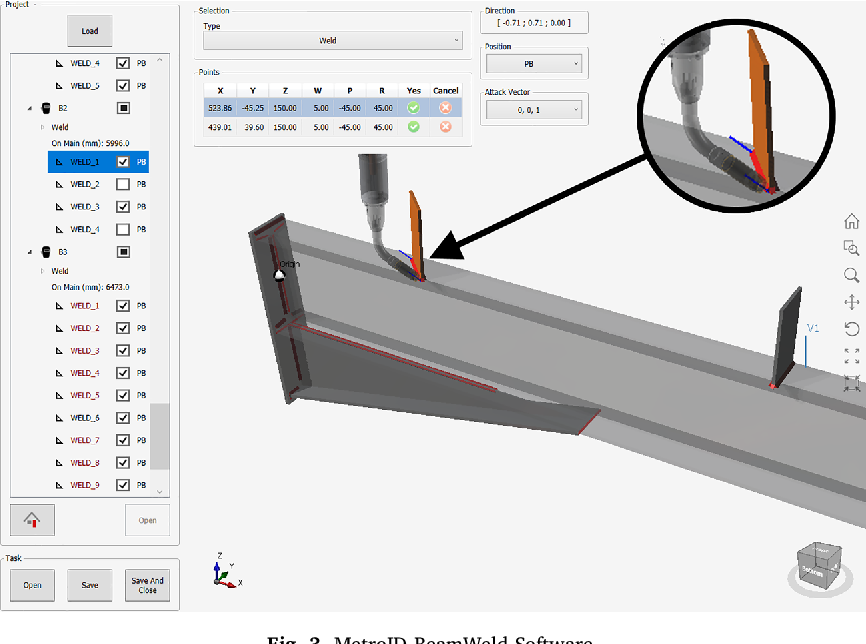 Project
Load
WELD_4 PB
WELD_5 PB
B2
Weld
On Main (mm): 5996.0
WELD_1 PB
WELD_2 PB
WELD_3 PB
WELD_4 PB
B3
Weld
On Main (mm): 6473.0
WELD_1 PB
WELD_2 PB
WELD_3 PB
WELD_4 PB
WELD_5 PB
WELD_6 PB
WELD_7 PB
WELD_8 PB
WELD_9 PB
Open
Task
Open Save Save And Close
Selection
Type
Weld
Points
X Y Z W P R Yes Cancel
523.86 -45.25 150.00 5.00 -45.00 45.00
439.01 39.60 150.00 5.00 -45.00 45.00
Direction
[ -0.71 ; 0.71 ; 0.00 ]
Position
PB
Attack Vector
0, 0, 1
Origin
V1
Z
Y
X
Fig. 3. MetroID BeamWeld Software